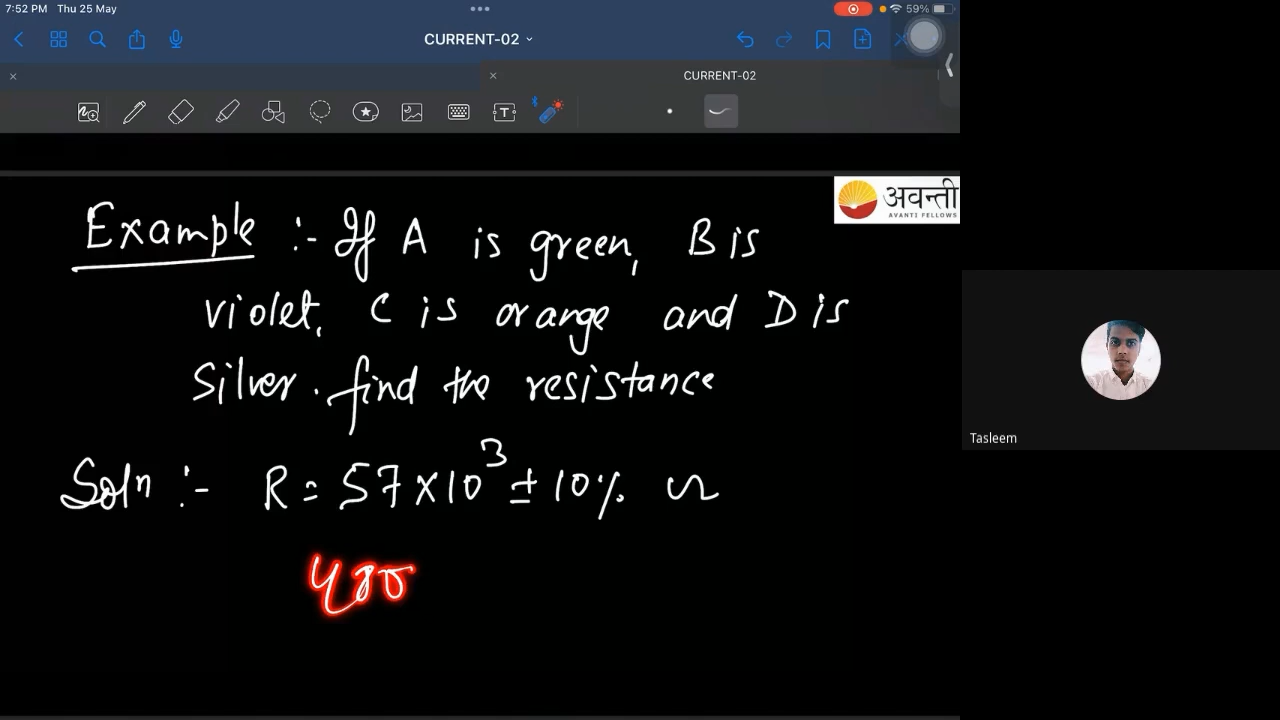 7:52 PM Thu 25 May
59%
CURRENT-02
CURRENT-02
अवन्ती
AVANTI FELLOWS
Example :- If A is green, B is
violet, C is orange and D is
Silver. find the resistance
Soln :- R = 57×10³ ± 10% Ω
Tasleem